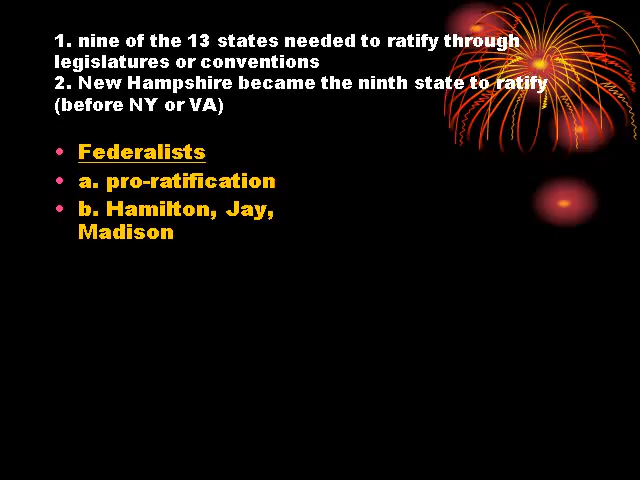 1. nine of the 13 states needed to ratify through
legislatures or conventions
2. New Hampshire became the ninth state to ratify
(before NY or VA)
• Federalists
• a. pro-ratification
• b. Hamilton, Jay,
Madison